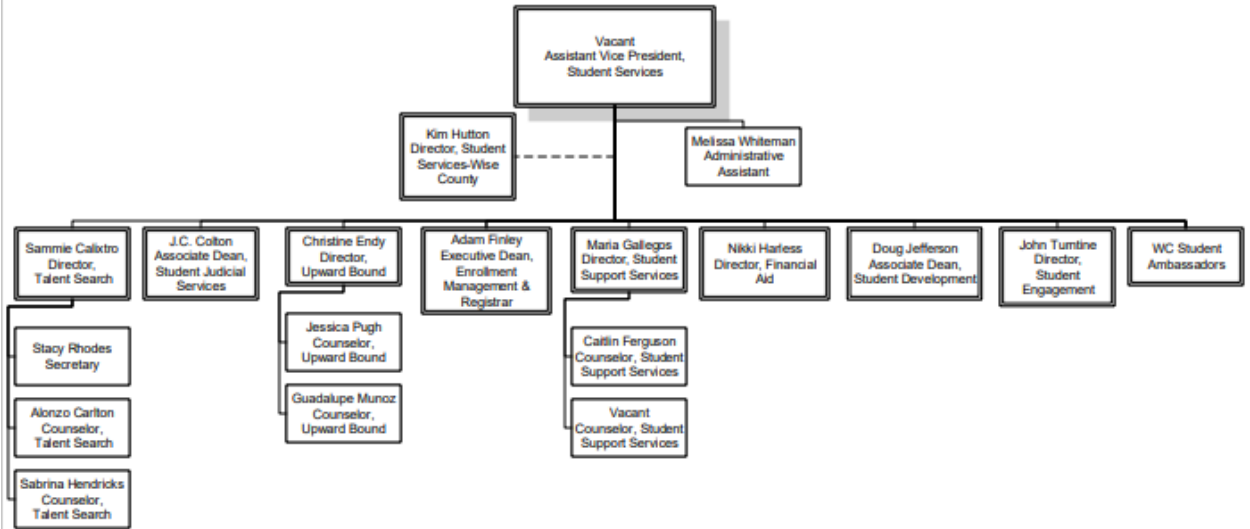 Vacant
Assistant Vice President,
Student Services
Kim Hutton
Director, Student
Services-Wise
County
Melissa Whiteman
Administrative
Assistant
Sammie Calixtro
Director,
Talent Search
J.C. Colton
Associate Dean,
Student Judicial
Services
Christine Endy
Director,
Upward Bound
Adam Finley
Executive Dean,
Enrollment
Management &
Registrar
Maria Gallegos
Director, Student
Support Services
Nikki Harless
Director, Financial
Aid
Doug Jefferson
Associate Dean,
Student Development
John Turntine
Director,
Student
Engagement
WC Student
Ambassadors
Stacy Rhodes
Secretary
Alonzo Carlton
Counselor,
Talent Search
Sabrina Hendricks
Counselor,
Talent Search
Jessica Pugh
Counselor,
Upward Bound
Guadalupe Munoz
Counselor,
Upward Bound
Caitlin Ferguson
Counselor, Student
Support Services
Vacant
Counselor, Student
Support Services